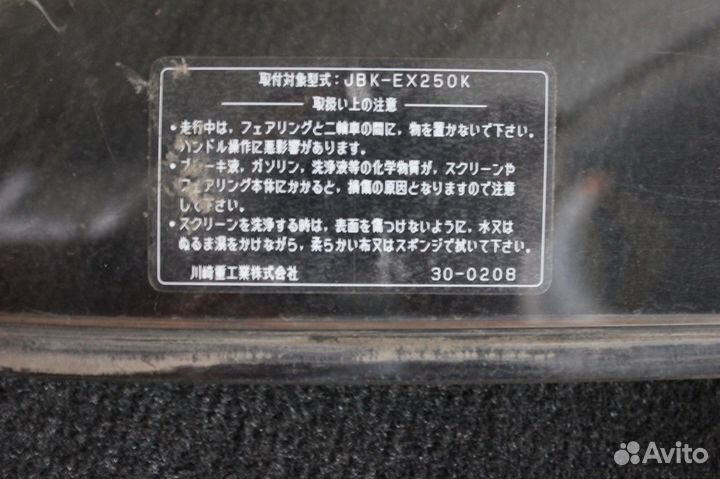 取付対象型式：JBK-EX250K
取扱い上の注意
• 走行中は、フェアリングと二輪車の間に、物を置かないで下さい。
ハンドル操作に悪影響があります。
• ブレーキ液、ガソリン、洗浄液等の化学物質が、スクリーンや
フェアリング本体にかかると、損傷の原因となりますので注意
して下さい。
• スクリーンを洗浄する時は、表面を傷つけないように、水又は
ぬるま湯をかけながら、柔らかい布又はスポンジで拭いて下さい。
川崎重工業株式会社 30-0208
Avito